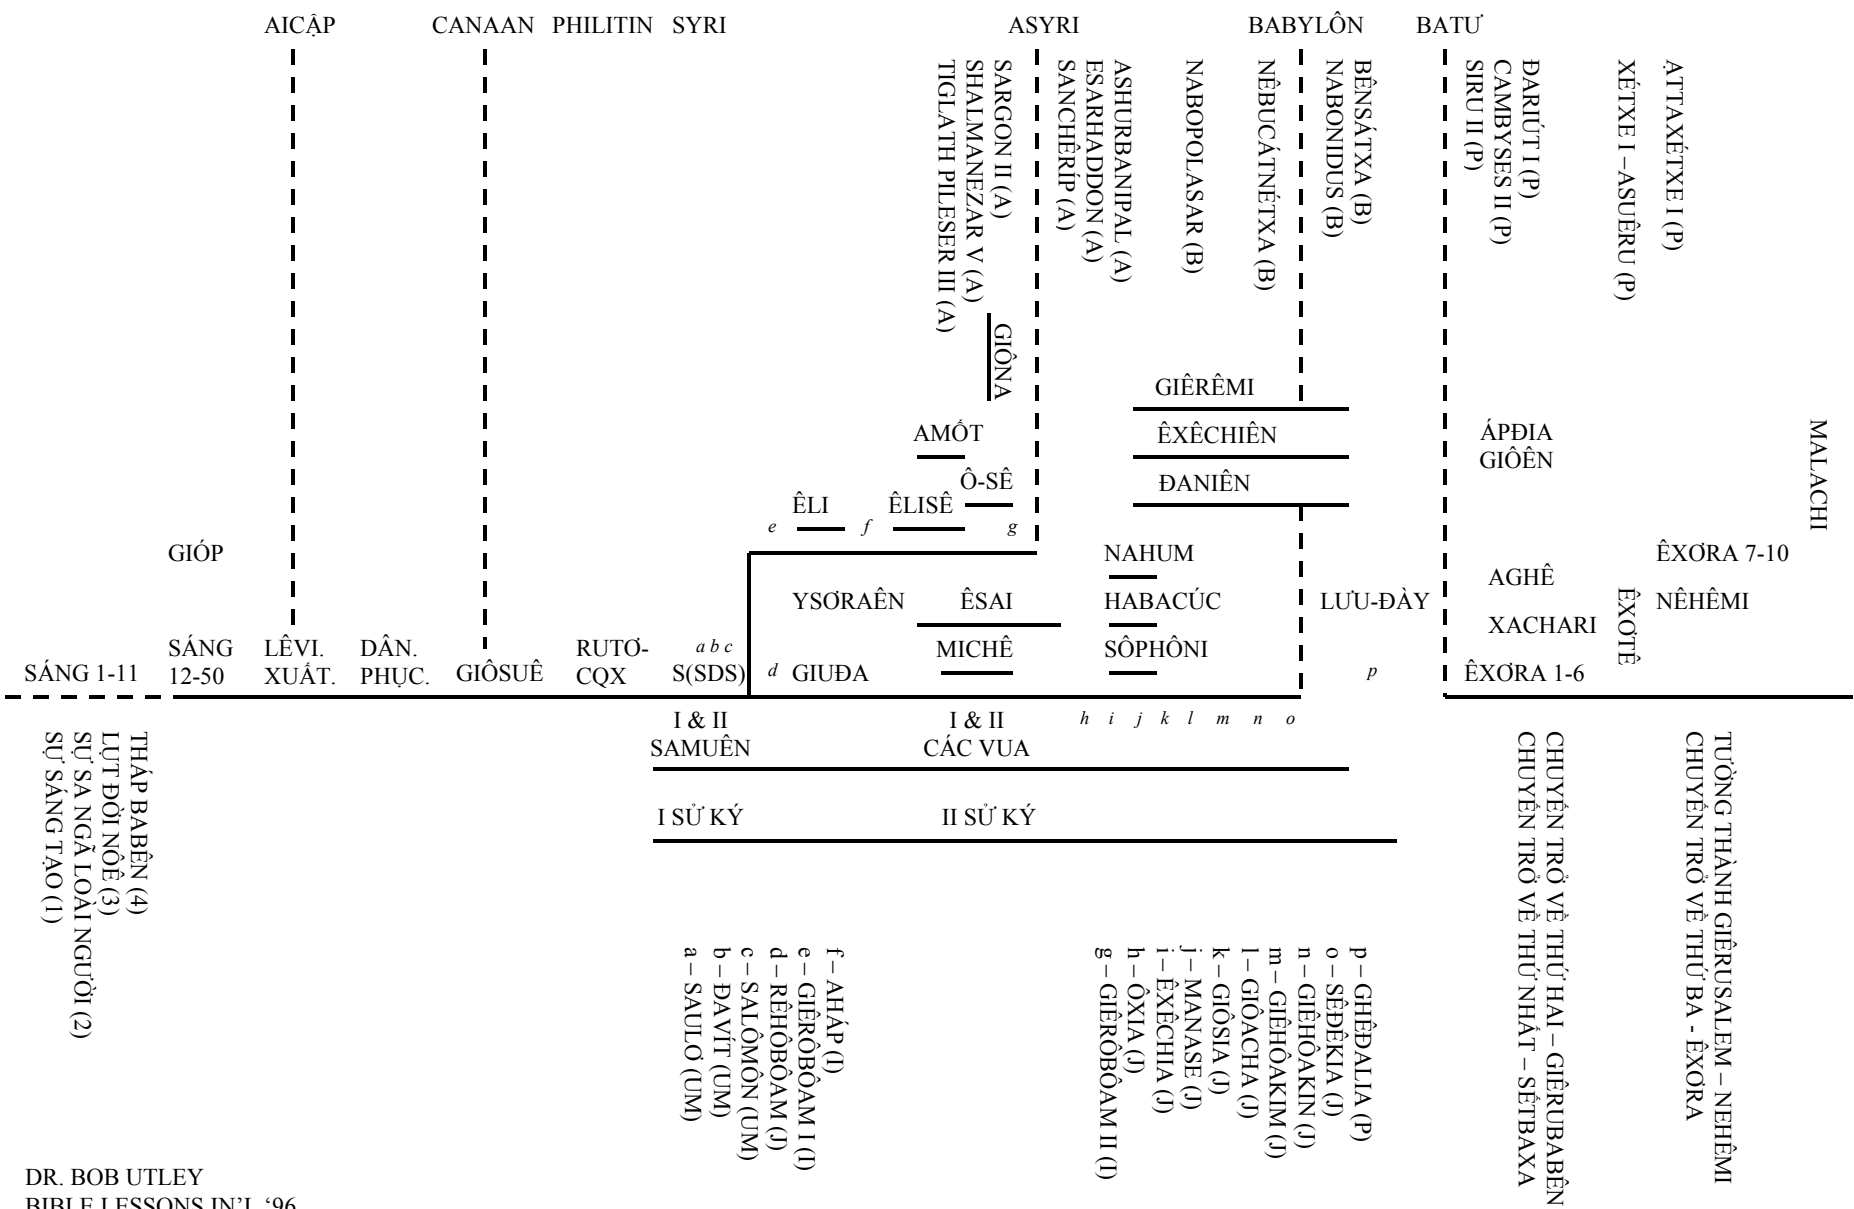 AICẬP CANAAN PHILITIN SYRI ASYRI BABYLÔN BATƯ
TIGLATH PILESER III (A)
SHALMANEZAR V (A)
SARGON II (A)
SANCHÊRÍP (A)
ESARHADDON (A)
ASHURBANIPAL (A)
NABOPOLASAR (B)
NÊBUCÁTNÉTXA (B)
NABONIDUS (B)
BÊNSÁTXA (B)
SIRU II (P)
CAMBYSES II (P)
ĐARIÚT I (P)
XÉTXE I – ASUÊRU (P)
ẠTTAXÉTXE I (P)
GIÔNA
GIÊRÊMI
AMỐT
ÊXÊCHIÊN
ÁPĐIA
GIÔÊN
MALACHI
Ô-SÊ
ĐANIÊN
e ÊLI f ÊLISÊ g
GIÓP
NAHUM
ÊXƠRA 7-10
AGHÊ
YSƠRAÊN ÊSAI HABACÚC LƯU-ĐÀY
ÊXƠTÊ
NÊHÊMI
XACHARI
SÁNG 1-11
SÁNG
12-50
LÊVI.
XUẤT.
DÂN.
PHỤC.
GIÔSUÊ
RUTƠ-
CQX
a b c
S(SDS)
d GIUĐA
MICHÊ
SÔPHÔNI
p
ÊXƠRA 1-6
I & II
SAMUÊN
I & II
CÁC VUA
h i j k l m n o
I SỬ KÝ II SỬ KÝ
SỰ SÁNG TẠO (1)
SỰ SA NGÃ LOÀI NGƯỜI (2)
LỤT ĐỜI NÔÊ (3)
THÁP BABÊN (4)
a – SAULƠ (UM)
b – ĐAVÍT (UM)
c – SALÔMÔN (UM)
d – RÊHÔBÔAM (J)
e – GIÊRÔBÔAM I (I)
f – AHÁP (I)
g – GIÊRÔBÔAM II (I)
h – ÔXIA (J)
i – ÊXÊCHIA (J)
j – MANASE (J)
k – GIÔSIA (J)
l – GIÔACHA (J)
m – GIÊHÔAKIM (J)
n – GIÊHÔAKIN (J)
o – SÊĐÊKIA (J)
p – GHÊĐALIA (P)
CHUYẾN TRỞ VỀ THỨ NHẤT – SẾTBAXA
CHUYẾN TRỞ VỀ THỨ HAI – GIÊRUBABÊN
CHUYẾN TRỞ VỀ THỨ BA - ÊXƠRA
TƯỜNG THÀNH GIÊRUSALEM – NEHÊMI
DR. BOB UTLEY
BIBLE LESSONS IN'L ‘96